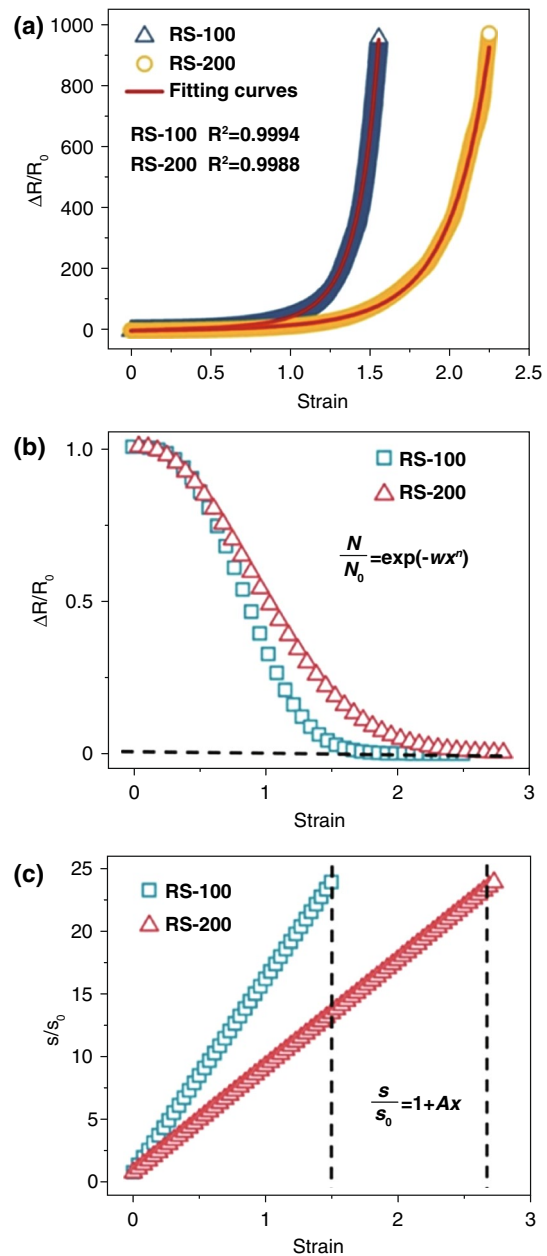 (a)
1000
800
600
400
200
0
ΔR/R₀
RS-100
RS-200
Fitting curves
RS-100 R²=0.9994
RS-200 R²=0.9988
0 0.5 1.0 1.5 2.0 2.5
Strain
(b)
1.0
0.5
0
ΔR/R₀
RS-100
RS-200
N/N₀=exp(-wxⁿ)
0 1 2 3
Strain
(c)
25
20
15
10
5
0
s/s₀
RS-100
RS-200
s/s₀=1+Ax
0 1 2 3
Strain